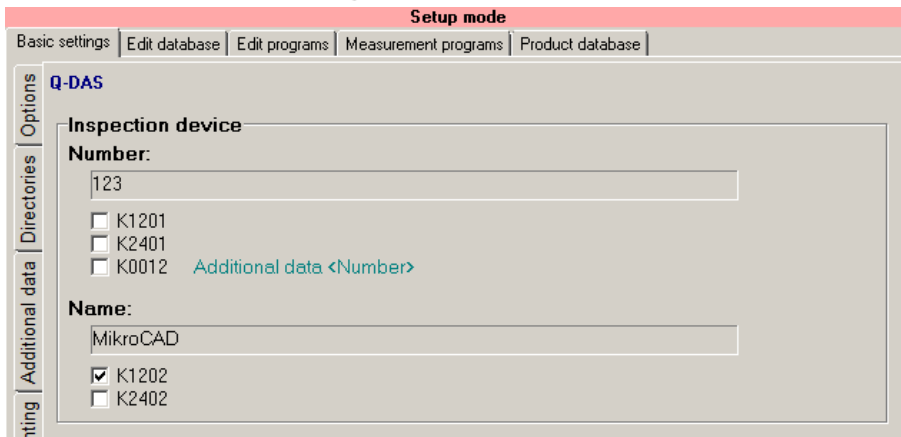 Setup mode
Basic settings Edit database Edit programs Measurement programs Product database
Options
Directories
Additional data
Q-DAS
Inspection device
Number:
123
K1201
K2401
K0012 Additional data <Number>
Name:
MikroCAD
K1202
K2402